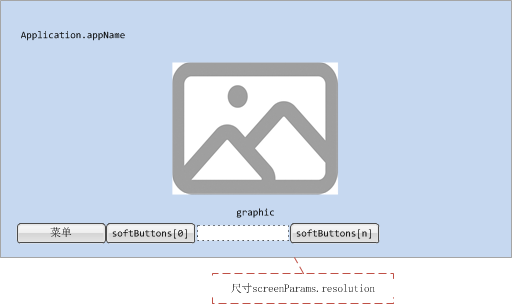 Application.appName
graphic
菜单 softButtons[0] softButtons[n]
尺寸screenParams.resolution